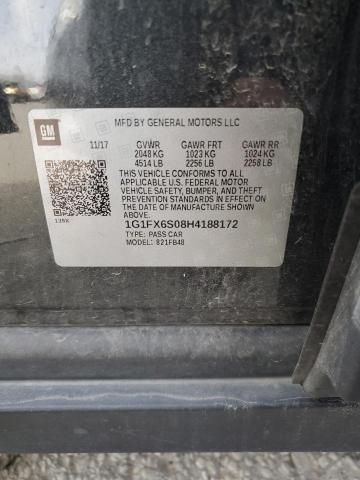 GM
MFD BY GENERAL MOTORS LLC
11/17 GVWR GAWR FRT GAWR RR
2048 KG 1023 KG 1024 KG
4514 LB 2256 LB 2258 LB
THIS VEHICLE CONFORMS TO ALL APPLICABLE U.S. FEDERAL MOTOR VEHICLE SAFETY, BUMPER, AND THEFT PREVENTION STANDARDS IN EFFECT ON THE DATE OF MANUFACTURE SHOWN ABOVE.
1G1FX6S08H4188172
TYPE: PASS CAR
MODEL: 821FB48